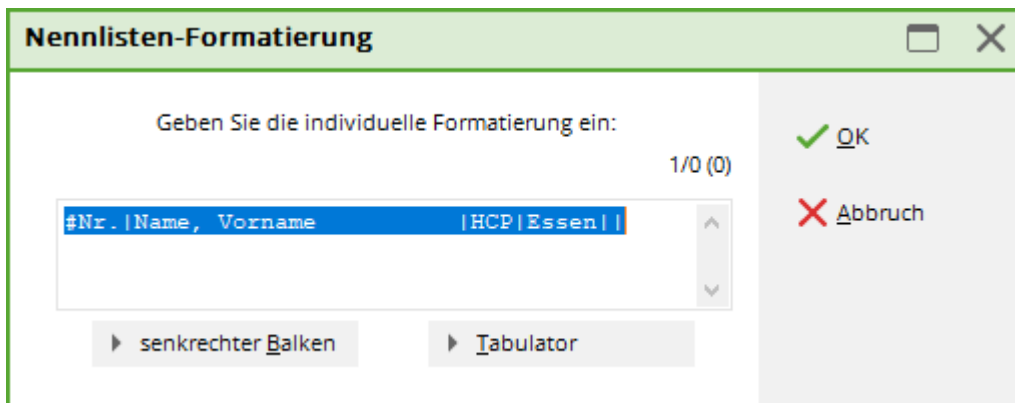 Nennlisten-Formatierung
Geben Sie die individuelle Formatierung ein:
1/0 (0)
#Nr.|Name, Vorname        |HCP|Essen||
senkrechter Balken
Tabulator
OK
Abbruch